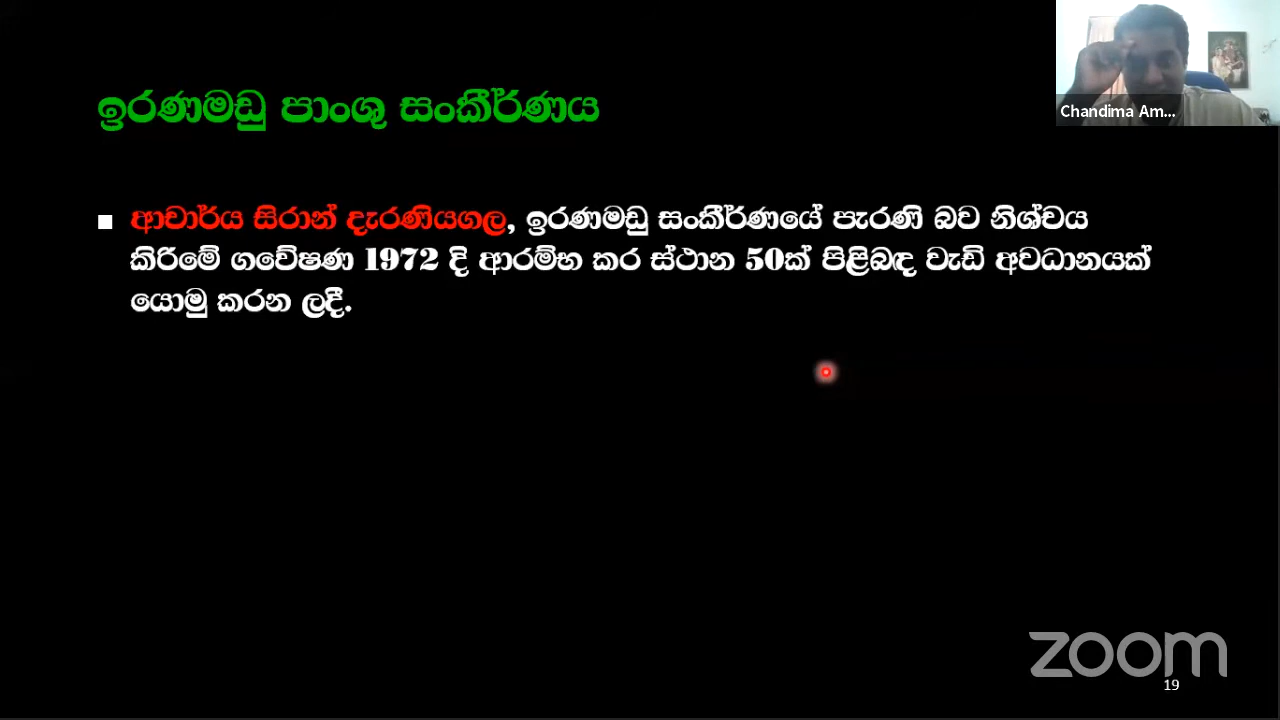 ඉරණමඩු පාංශු සංකීර්ණය
Chandima Am...
■ ආචාර්ය සිරාන් දැරණියගල, ඉරණමඩු සංකීර්ණයේ පැරණි බව නිශ්චය
කිරීමේ ගවේෂණ 1972 දි ආරම්භ කර ස්ථාන 50ක් පිළිබඳ වැඩි අවධානයක්
යොමු කරන ලදී.
zoom
19